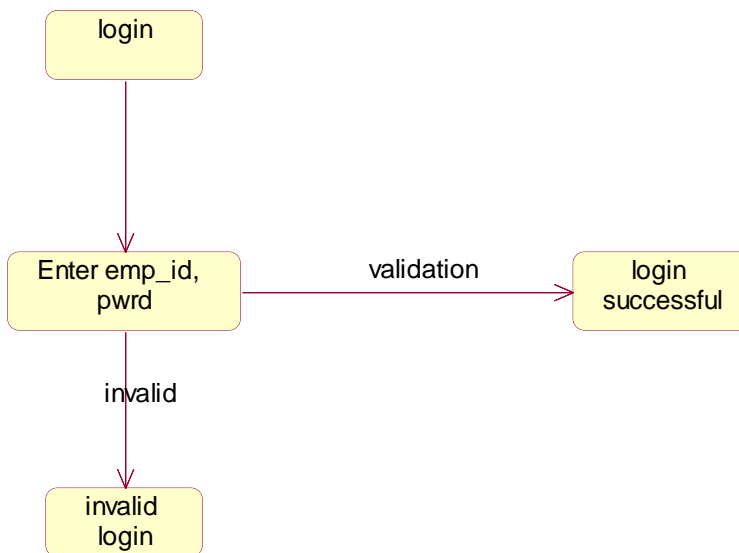 login
Enter emp_id,
pwrd
validation
login
successful
invalid
invalid
login